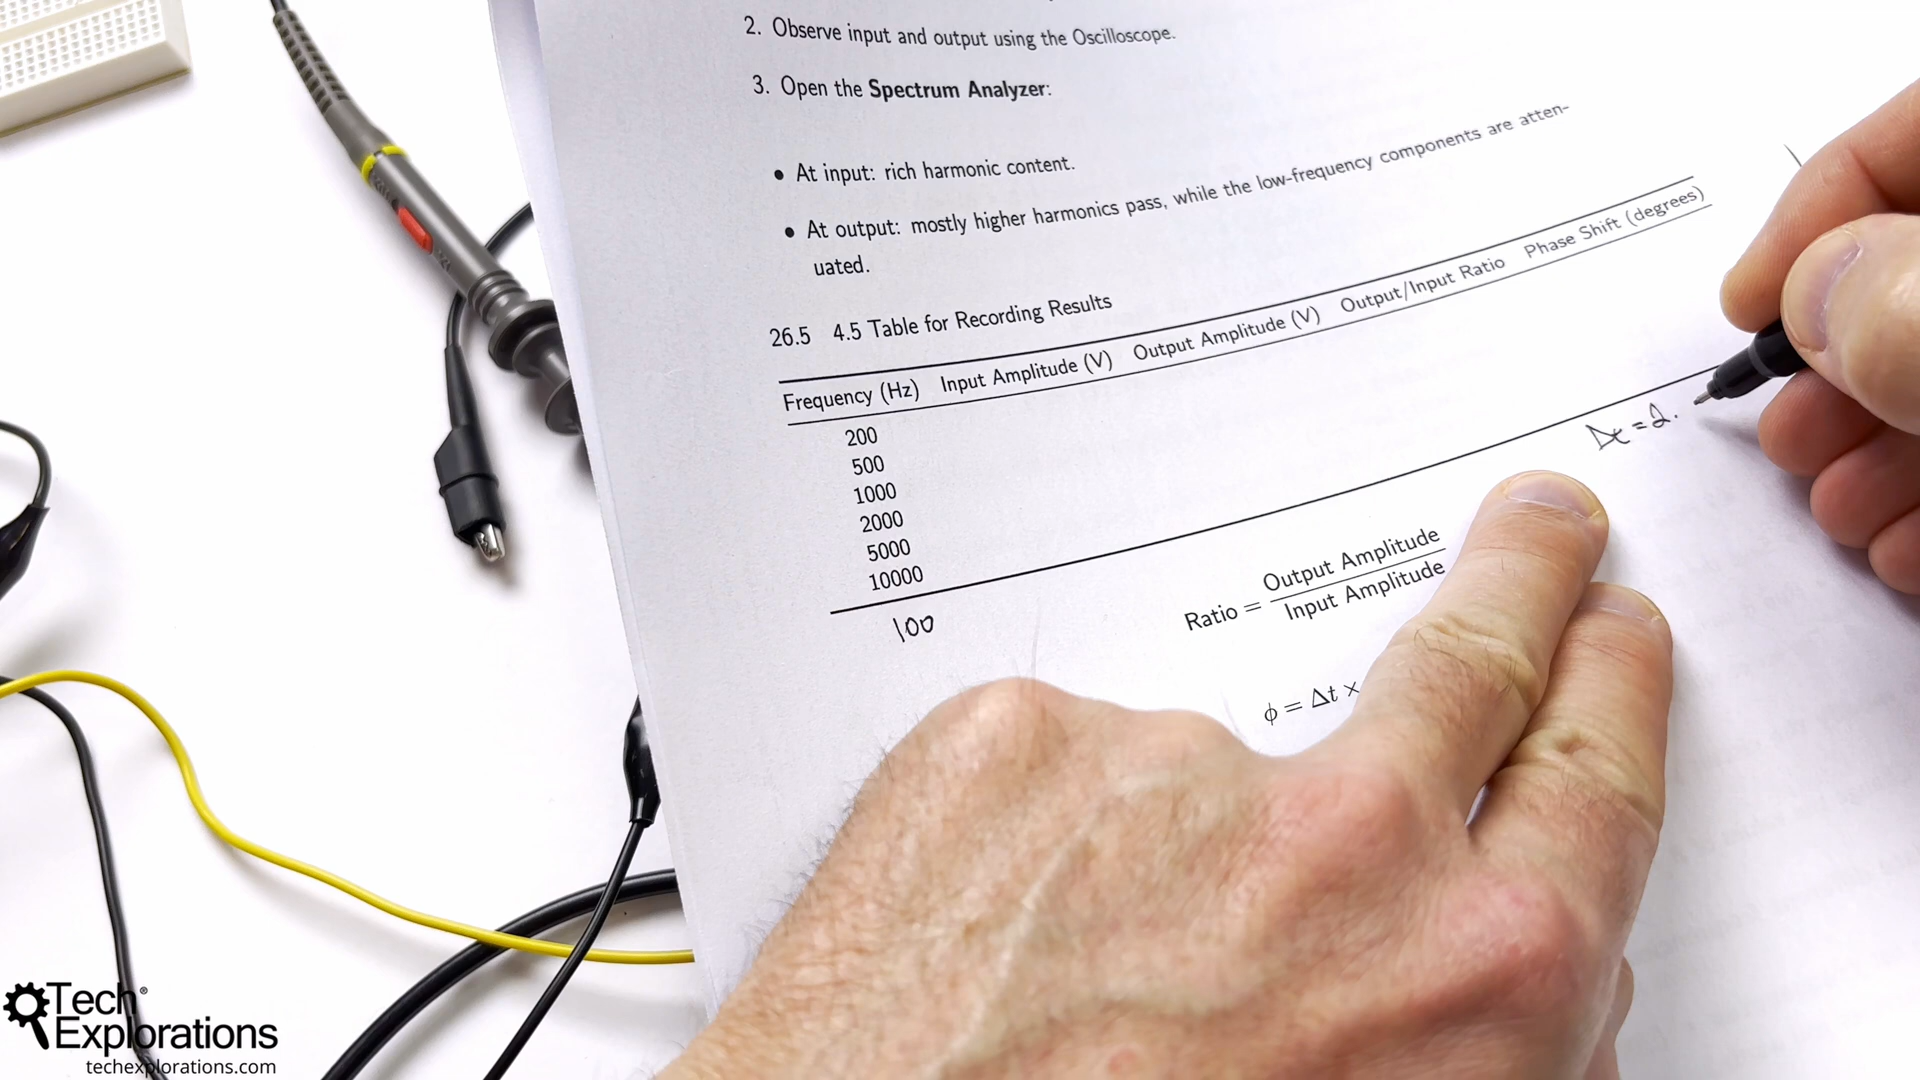 2. Observe input and output using the Oscilloscope.
3. Open the Spectrum Analyzer:
• At input: rich harmonic content.
• At output: mostly higher harmonics pass, while the low-frequency components are atten-
uated.
26.5 4.5 Table for Recording Results
Frequency (Hz) Input Amplitude (V) Output Amplitude (V) Output/Input Ratio Phase Shift (degrees)
200
500
1000
2000
5000
10000
100
Δt = 2.
Ratio = Output Amplitude
Input Amplitude
ϕ = Δt ×
Tech®
Explorations
techexplorations.com